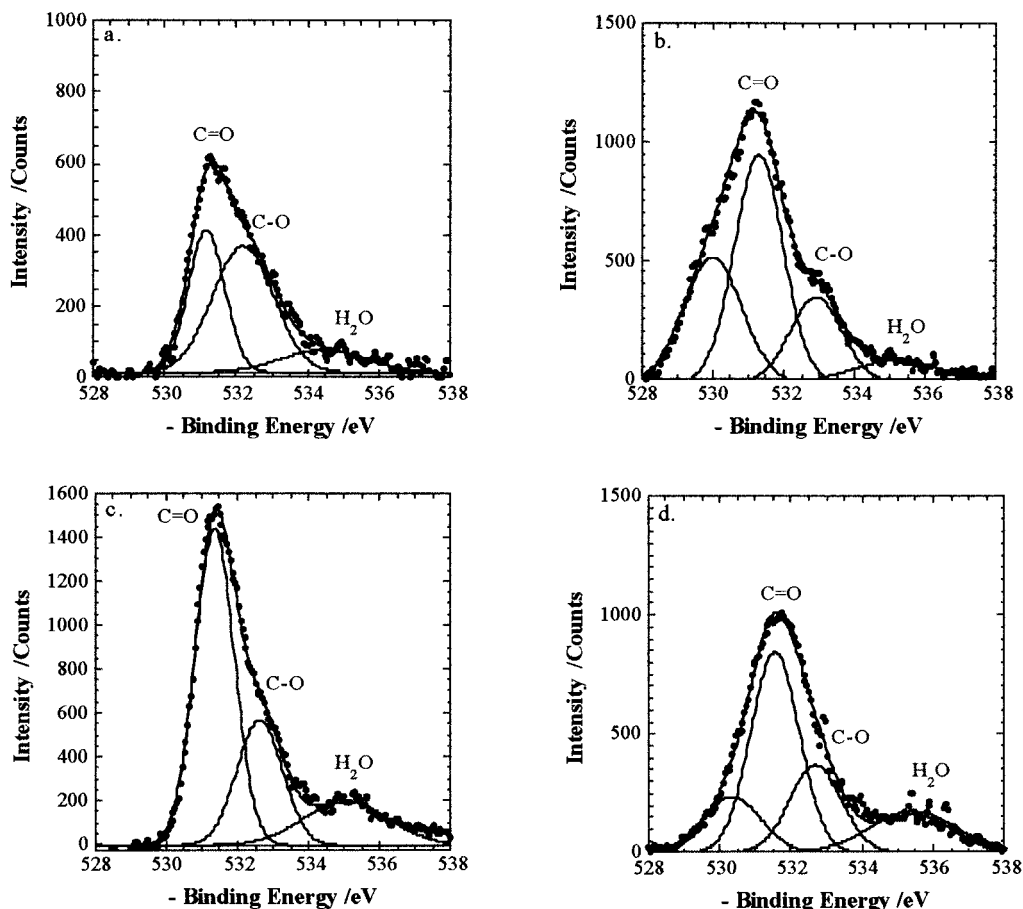 a.
1000
800
600
400
200
0
C=O
C-O
H2O
528 530 532 534 536 538
Intensity /Counts
- Binding Energy /eV
b.
1500
1000
500
0
C=O
C-O
H2O
528 530 532 534 536 538
Intensity /Counts
- Binding Energy /eV
c.
1600
1400
1200
1000
800
600
400
200
0
C=O
C-O
H2O
528 530 532 534 536 538
Intensity /Counts
- Binding Energy /eV
d.
1500
1000
500
0
C=O
C-O
H2O
528 530 532 534 536 538
Intensity /Counts
- Binding Energy /eV